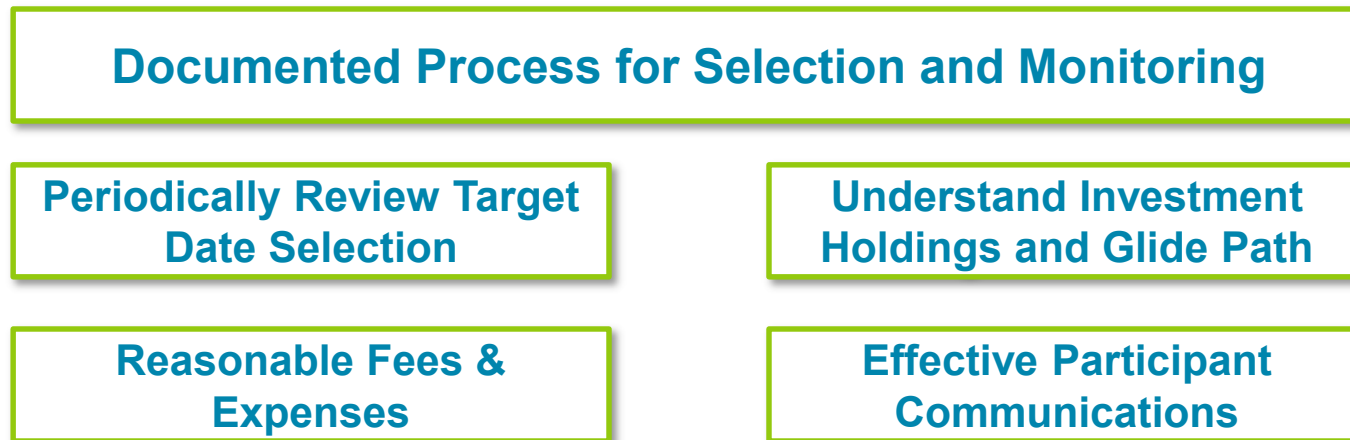 Documented Process for Selection and Monitoring
Periodically Review Target
Date Selection
Understand Investment
Holdings and Glide Path
Reasonable Fees &
Expenses
Effective Participant
Communications